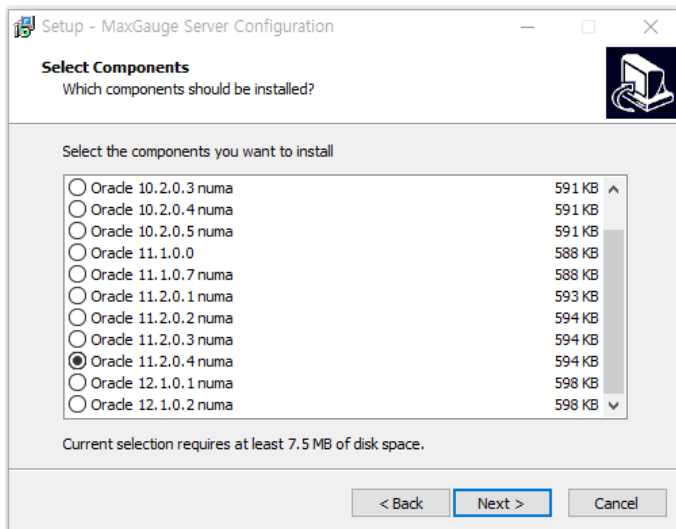 Setup - MaxGauge Server Configuration
Select Components
Which components should be installed?
Select the components you want to install
Oracle 10.2.0.3 numa 591 KB
Oracle 10.2.0.4 numa 591 KB
Oracle 10.2.0.5 numa 591 KB
Oracle 11.1.0.0 588 KB
Oracle 11.1.0.7 numa 588 KB
Oracle 11.2.0.1 numa 593 KB
Oracle 11.2.0.2 numa 594 KB
Oracle 11.2.0.3 numa 594 KB
Oracle 11.2.0.4 numa 594 KB
Oracle 12.1.0.1 numa 598 KB
Oracle 12.1.0.2 numa 598 KB
Current selection requires at least 7.5 MB of disk space.
< Back Next > Cancel